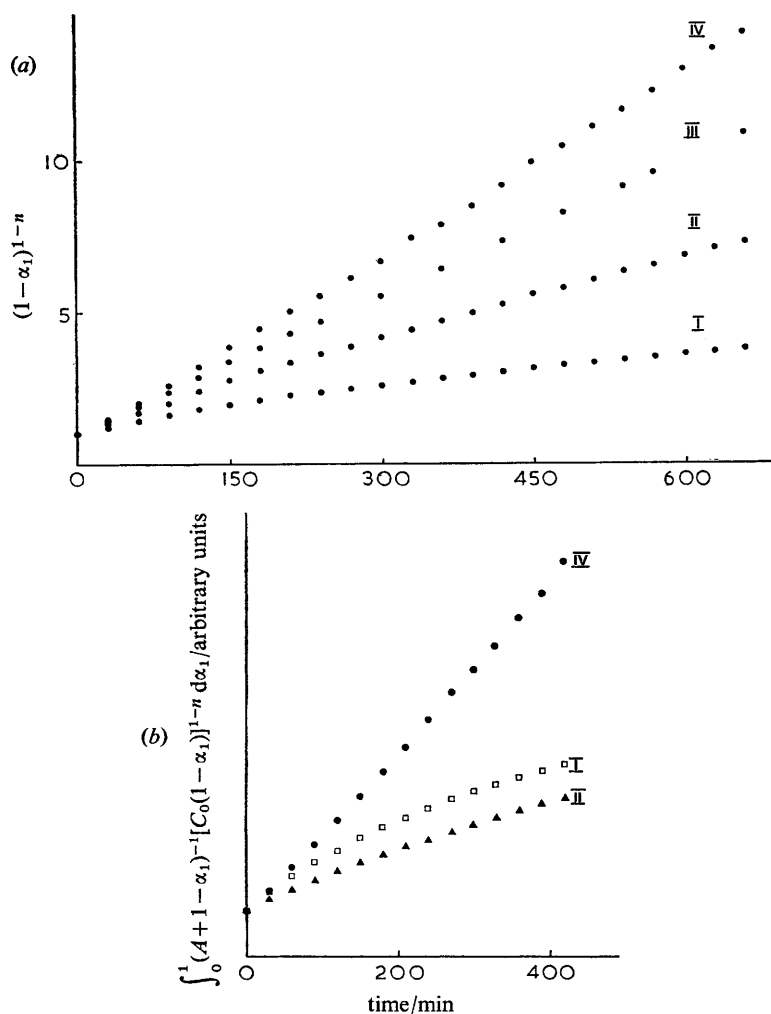 (a)
(1−α₁)¹⁻ⁿ
10
5
IV
III
II
I
0
150
300
450
600
(b)
∫₀¹(A+1−α₁)⁻¹[C₀(1−α₁)]¹⁻ⁿ dα₁/arbitrary units
IV
I
II
0
200
400
time/min